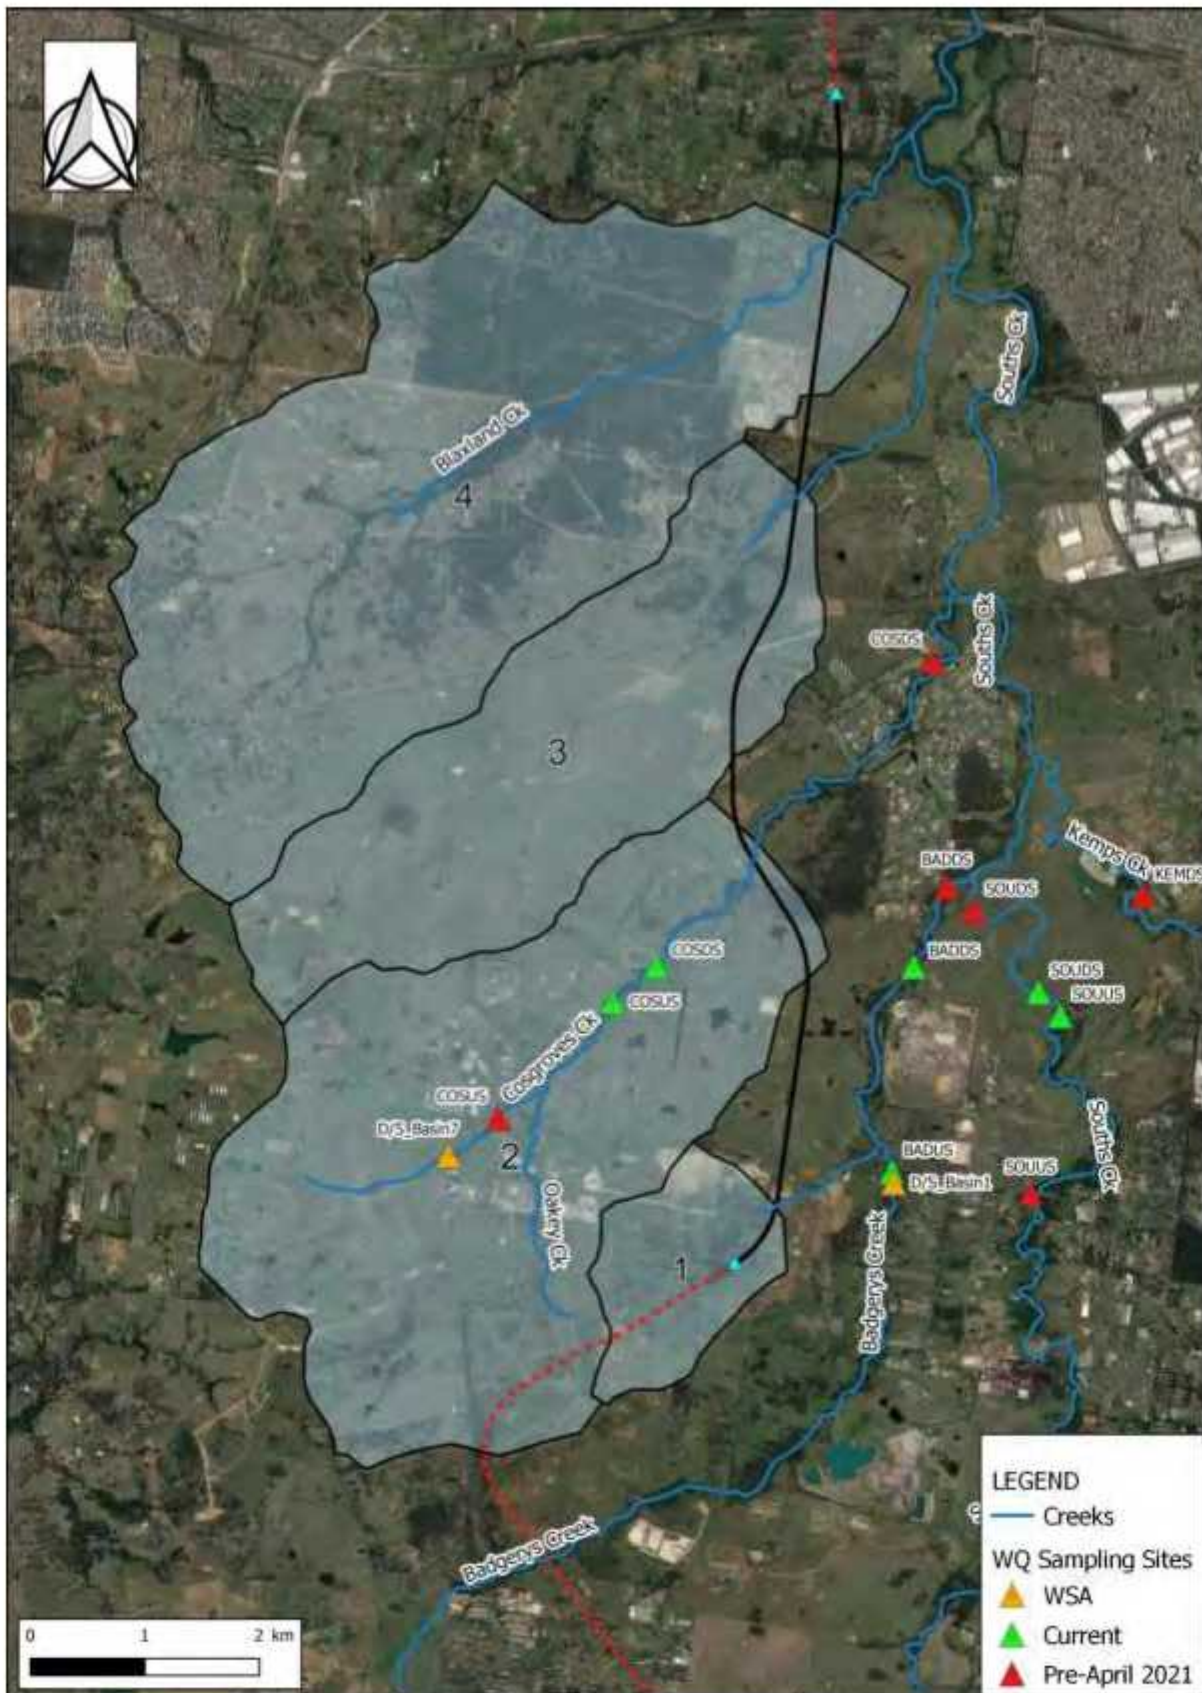 Souths Ck
Blaxland Ck
4
COSDS
Souths Ck
3
Kemps Ck
KEMDS
BADDS
SOUDS
COSDS
BADDS
COSUS
SOUDS
SOUUS
Cosgroves Ck
COSUS
D/S_Basin7
2
Souths Ck
BADUS
D/S_Basin1
SOUUS
Oakey Ck
1
Badgerys Creek
Badgerys Creek
LEGEND
Creeks
WQ Sampling Sites
WSA
Current
Pre-April 2021
0 1 2 km